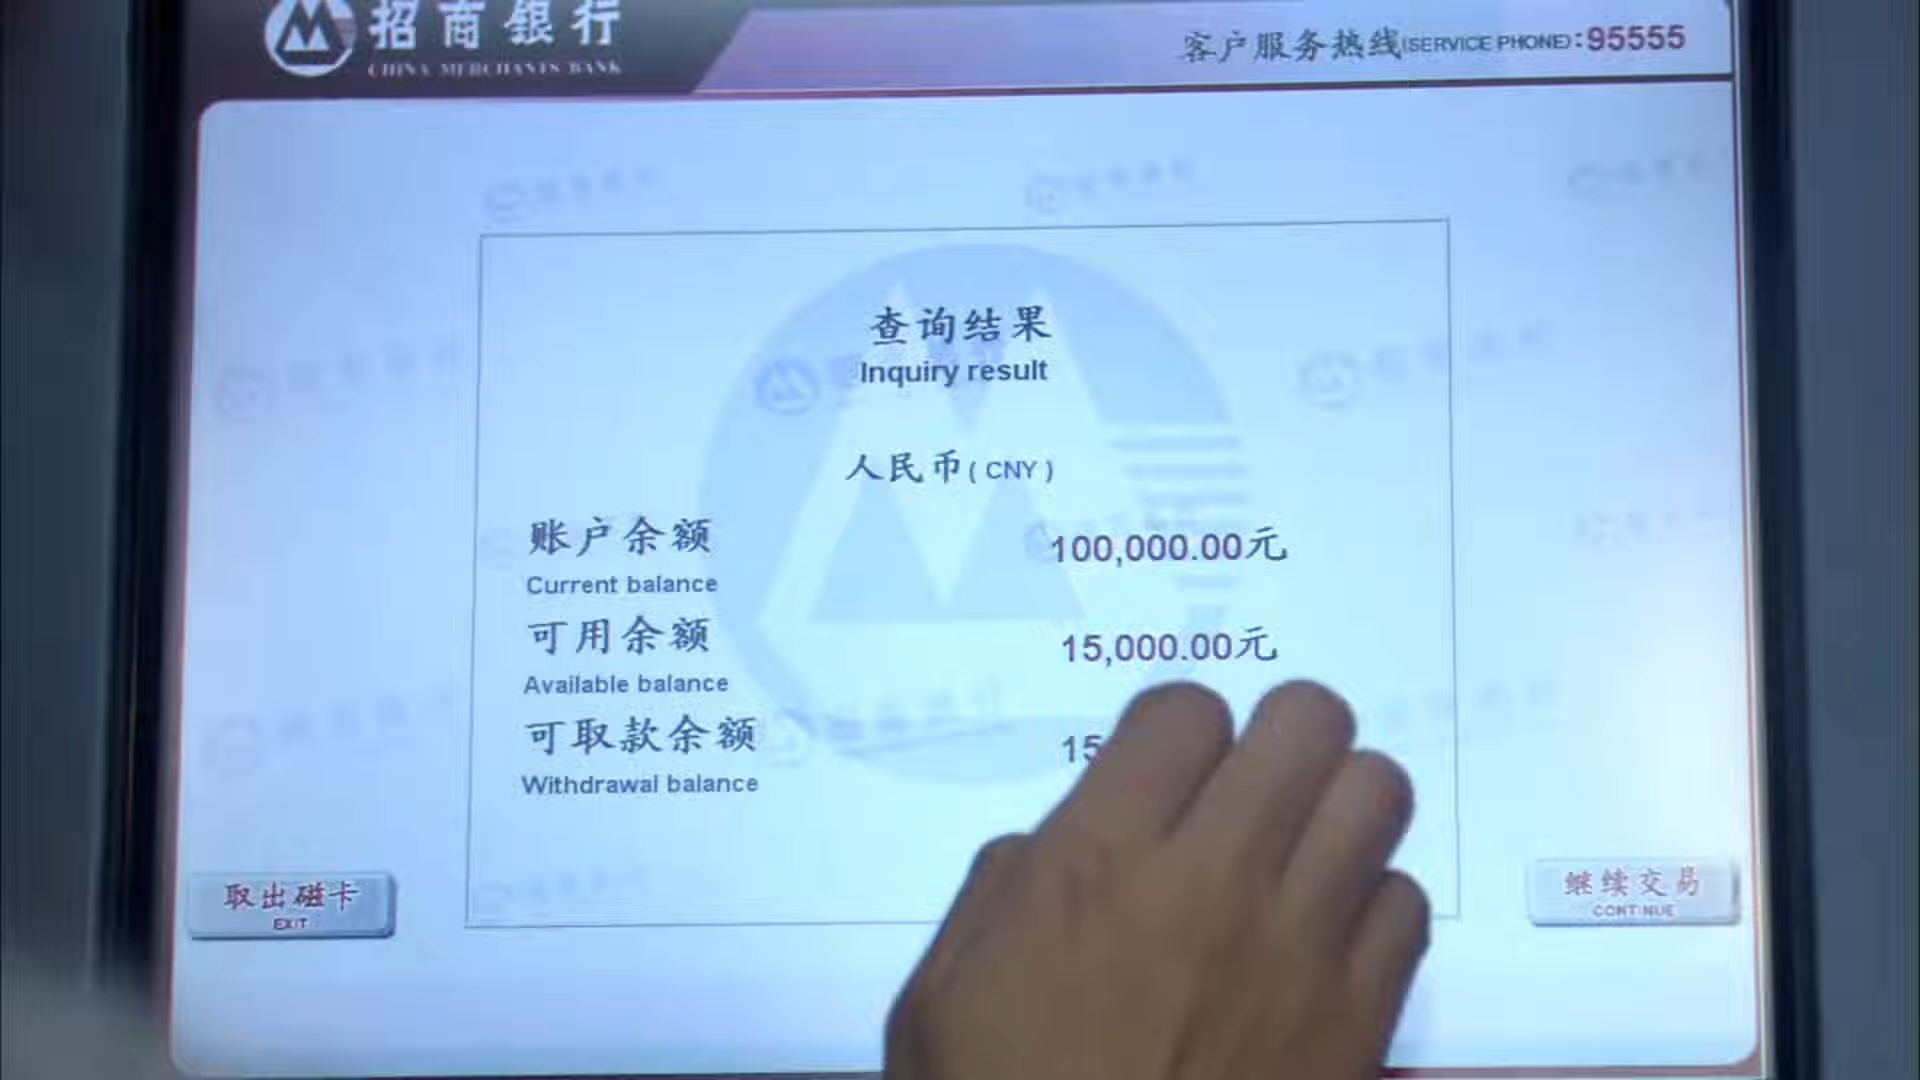 招商银行
CHINA MERCHANTS BANK
客户服务热线(SERVICE PHONE):95555
查询结果
Inquiry result
人民币(CNY)
账户余额 100,000.00元
Current balance
可用余额 15,000.00元
Available balance
可取款余额 15
Withdrawal balance
取出磁卡
EXIT
继续交易
CONTINUE